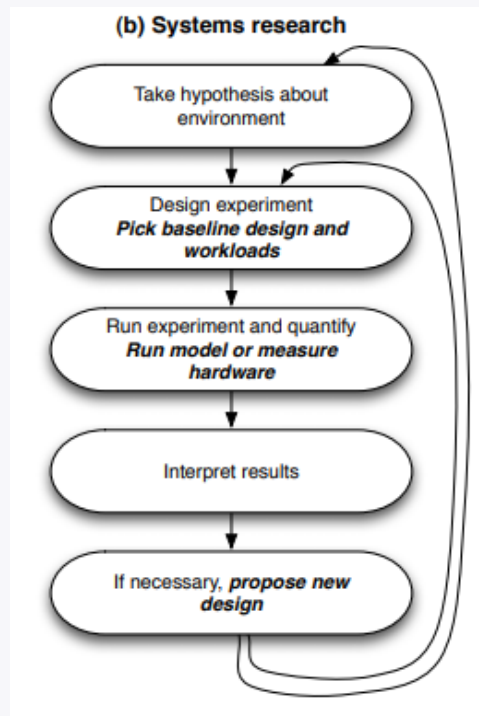 (b) Systems research
Take hypothesis about
environment
Design experiment
Pick baseline design and
workloads
Run experiment and quantify
Run model or measure
hardware
Interpret results
If necessary, propose new
design